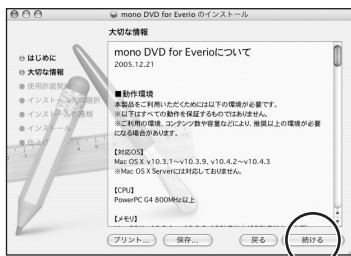 mono DVD for Everio のインストール
大切な情報
はじめに
大切な情報
使用許諾契約
インストール先の選択
インストールの種類
インストール
仕上げ
mono DVD for Everioについて
2005.12.21
■動作環境
本製品をご利用いただくためには以下の環境が必要です。
※以下はすべての動作を保証するものではありません。
※ご利用の環境、コンテンツ数や容量などにより、推奨以上の環境が必要
になる場合があります。
【対応OS】
Mac OS X v10.3.1〜v10.3.9, v10.4.2〜v10.4.3
※Mac OS X Serverには対応しておりません。
【CPU】
PowerPC G4 800MHz以上
【メモリ】
プリント... 保存... 戻る 続ける